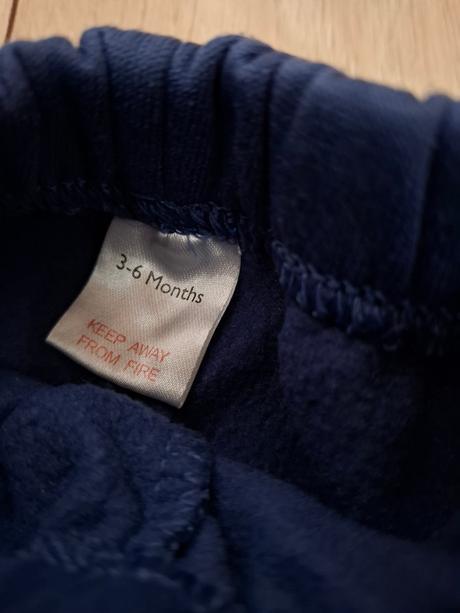 3-6 Months
KEEP AWAY
FROM FIRE